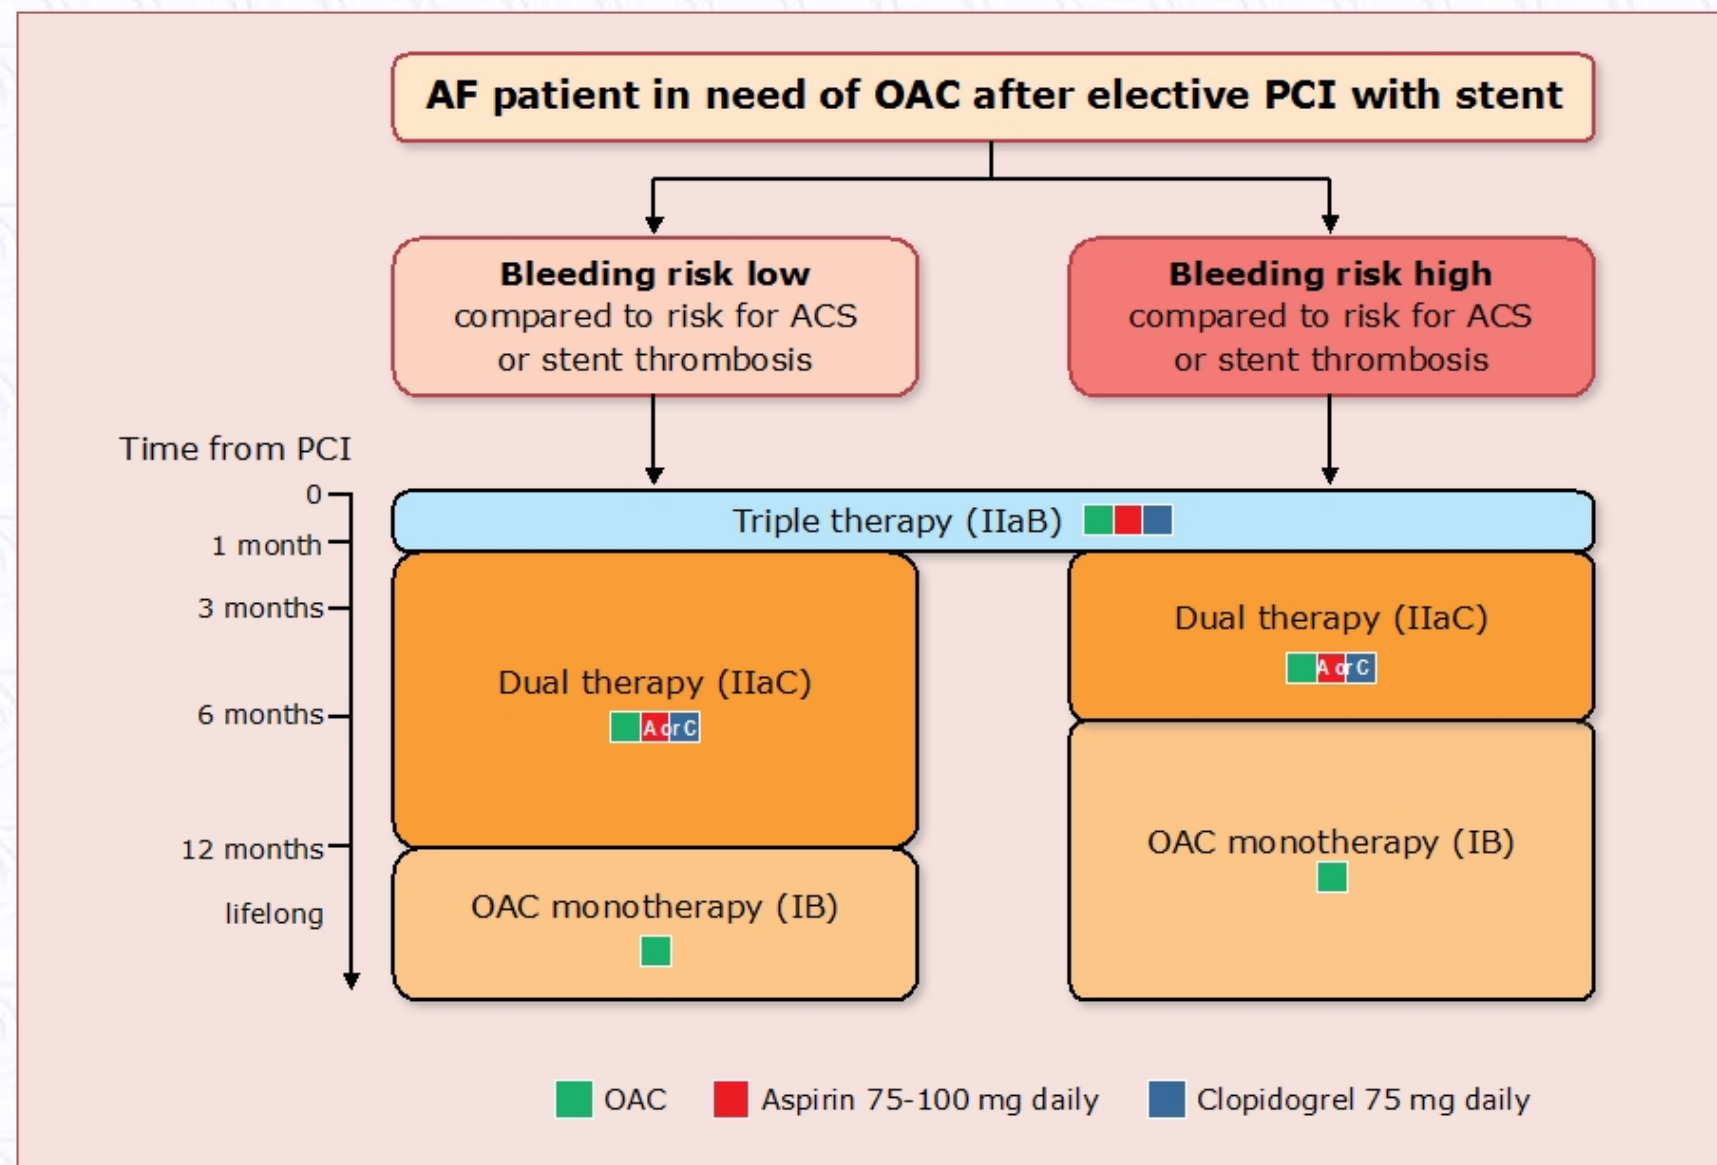 AF patient in need of OAC after elective PCI with stent
Bleeding risk low
compared to risk for ACS
or stent thrombosis
Bleeding risk high
compared to risk for ACS
or stent thrombosis
Time from PCI
0
1 month
3 months
6 months
12 months
lifelong
Triple therapy (IIaB)
Dual therapy (IIaC)
A or C
OAC monotherapy (IB)
Dual therapy (IIaC)
A or C
OAC monotherapy (IB)
OAC
Aspirin 75-100 mg daily
Clopidogrel 75 mg daily